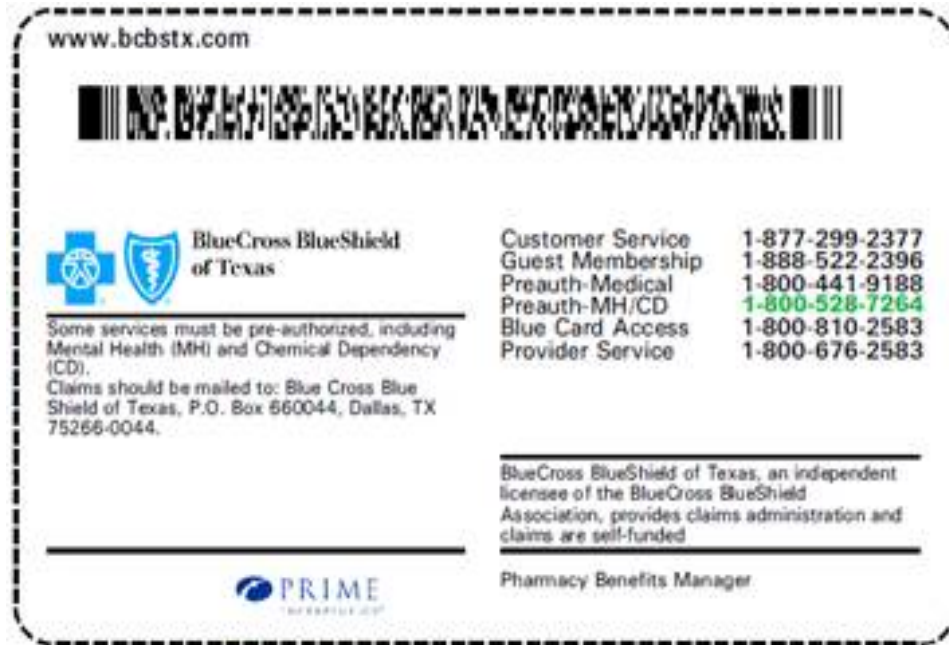 www.bcbstx.com
BlueCross BlueShield
of Texas
Some services must be pre-authorized, including
Mental Health (MH) and Chemical Dependency
(CD).
Claims should be mailed to: Blue Cross Blue
Shield of Texas, P.O. Box 660044, Dallas, TX
75266-0044.
Customer Service 1-877-299-2377
Guest Membership 1-888-522-2396
Preauth-Medical 1-800-441-9188
Preauth-MH/CD 1-800-528-7264
Blue Card Access 1-800-810-2583
Provider Service 1-800-676-2583
BlueCross BlueShield of Texas, an independent
licensee of the BlueCross BlueShield
Association, provides claims administration and
claims are self-funded
PRIME
Pharmacy Benefits Manager